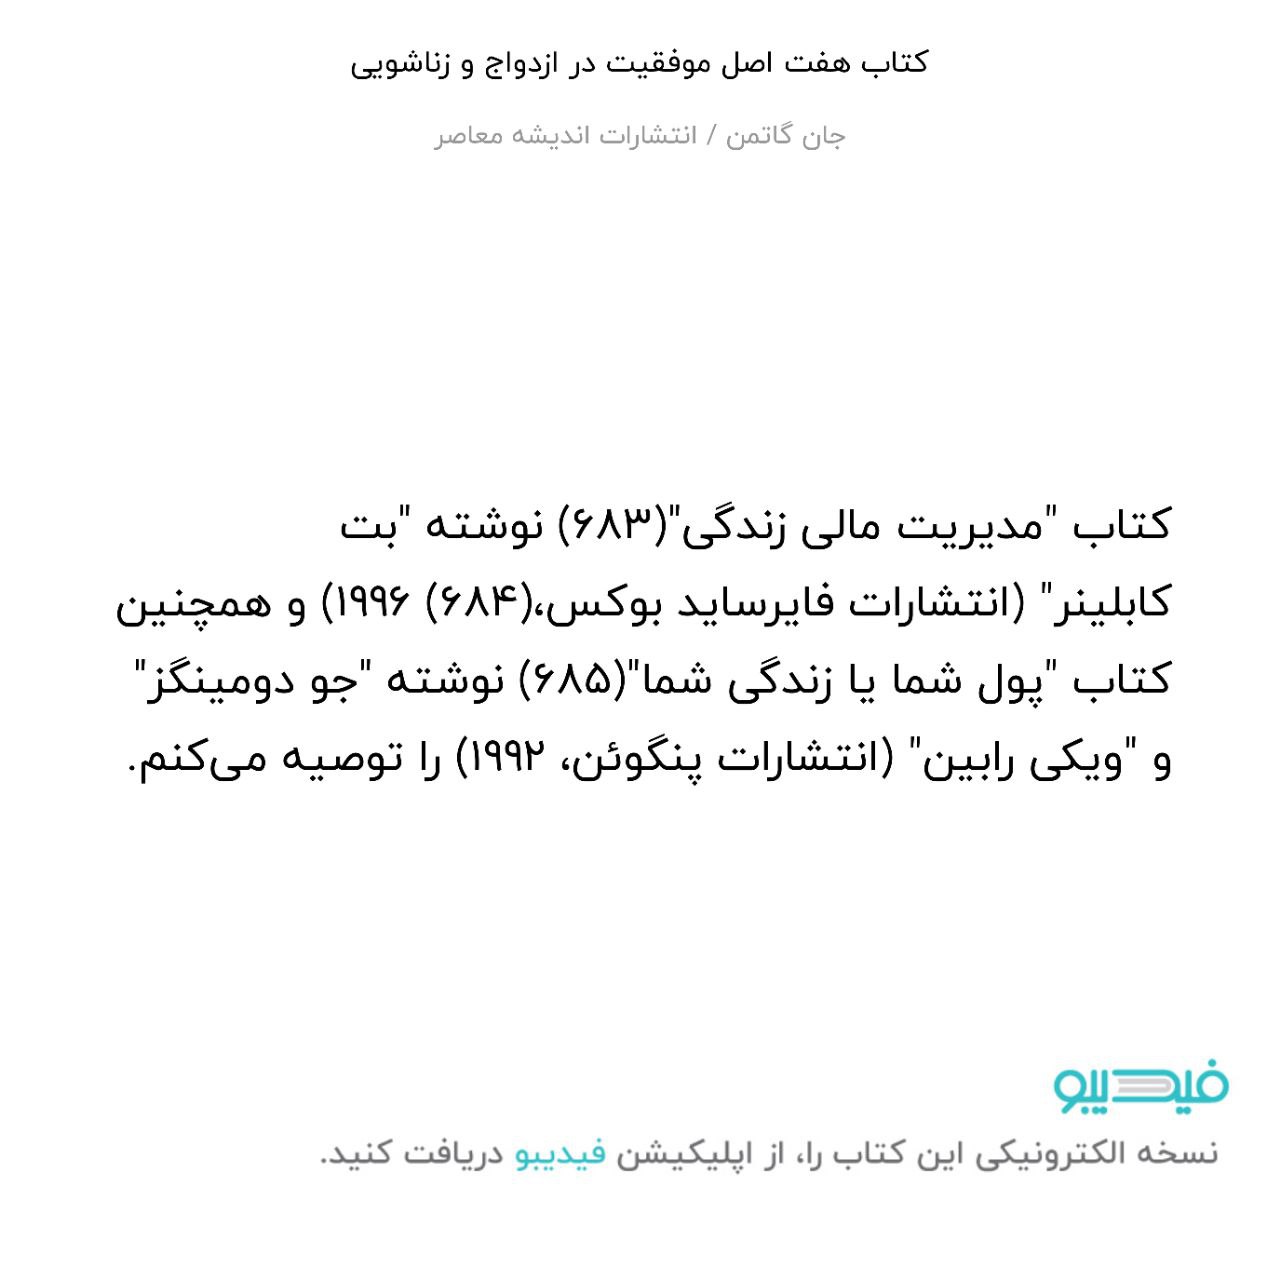 کتاب هفت اصل موفقیت در ازدواج و زناشویی
جان گاتمن / انتشارات اندیشه معاصر
کتاب "مدیریت مالی زندگی"(۶۸۳) نوشته "بت
کابلینر" (انتشارات فایرساید بوکس،(۶۸۴) ۱۹۹۶) و همچنین
کتاب "پول شما یا زندگی شما"(۶۸۵) نوشته "جو دومینگز"
و "ویکی رابین" (انتشارات پنگوئن، ۱۹۹۲) را توصیه می‌کنم.
فیدیبو
نسخه الکترونیکی این کتاب را، از اپلیکیشن فیدیبو دریافت کنید.